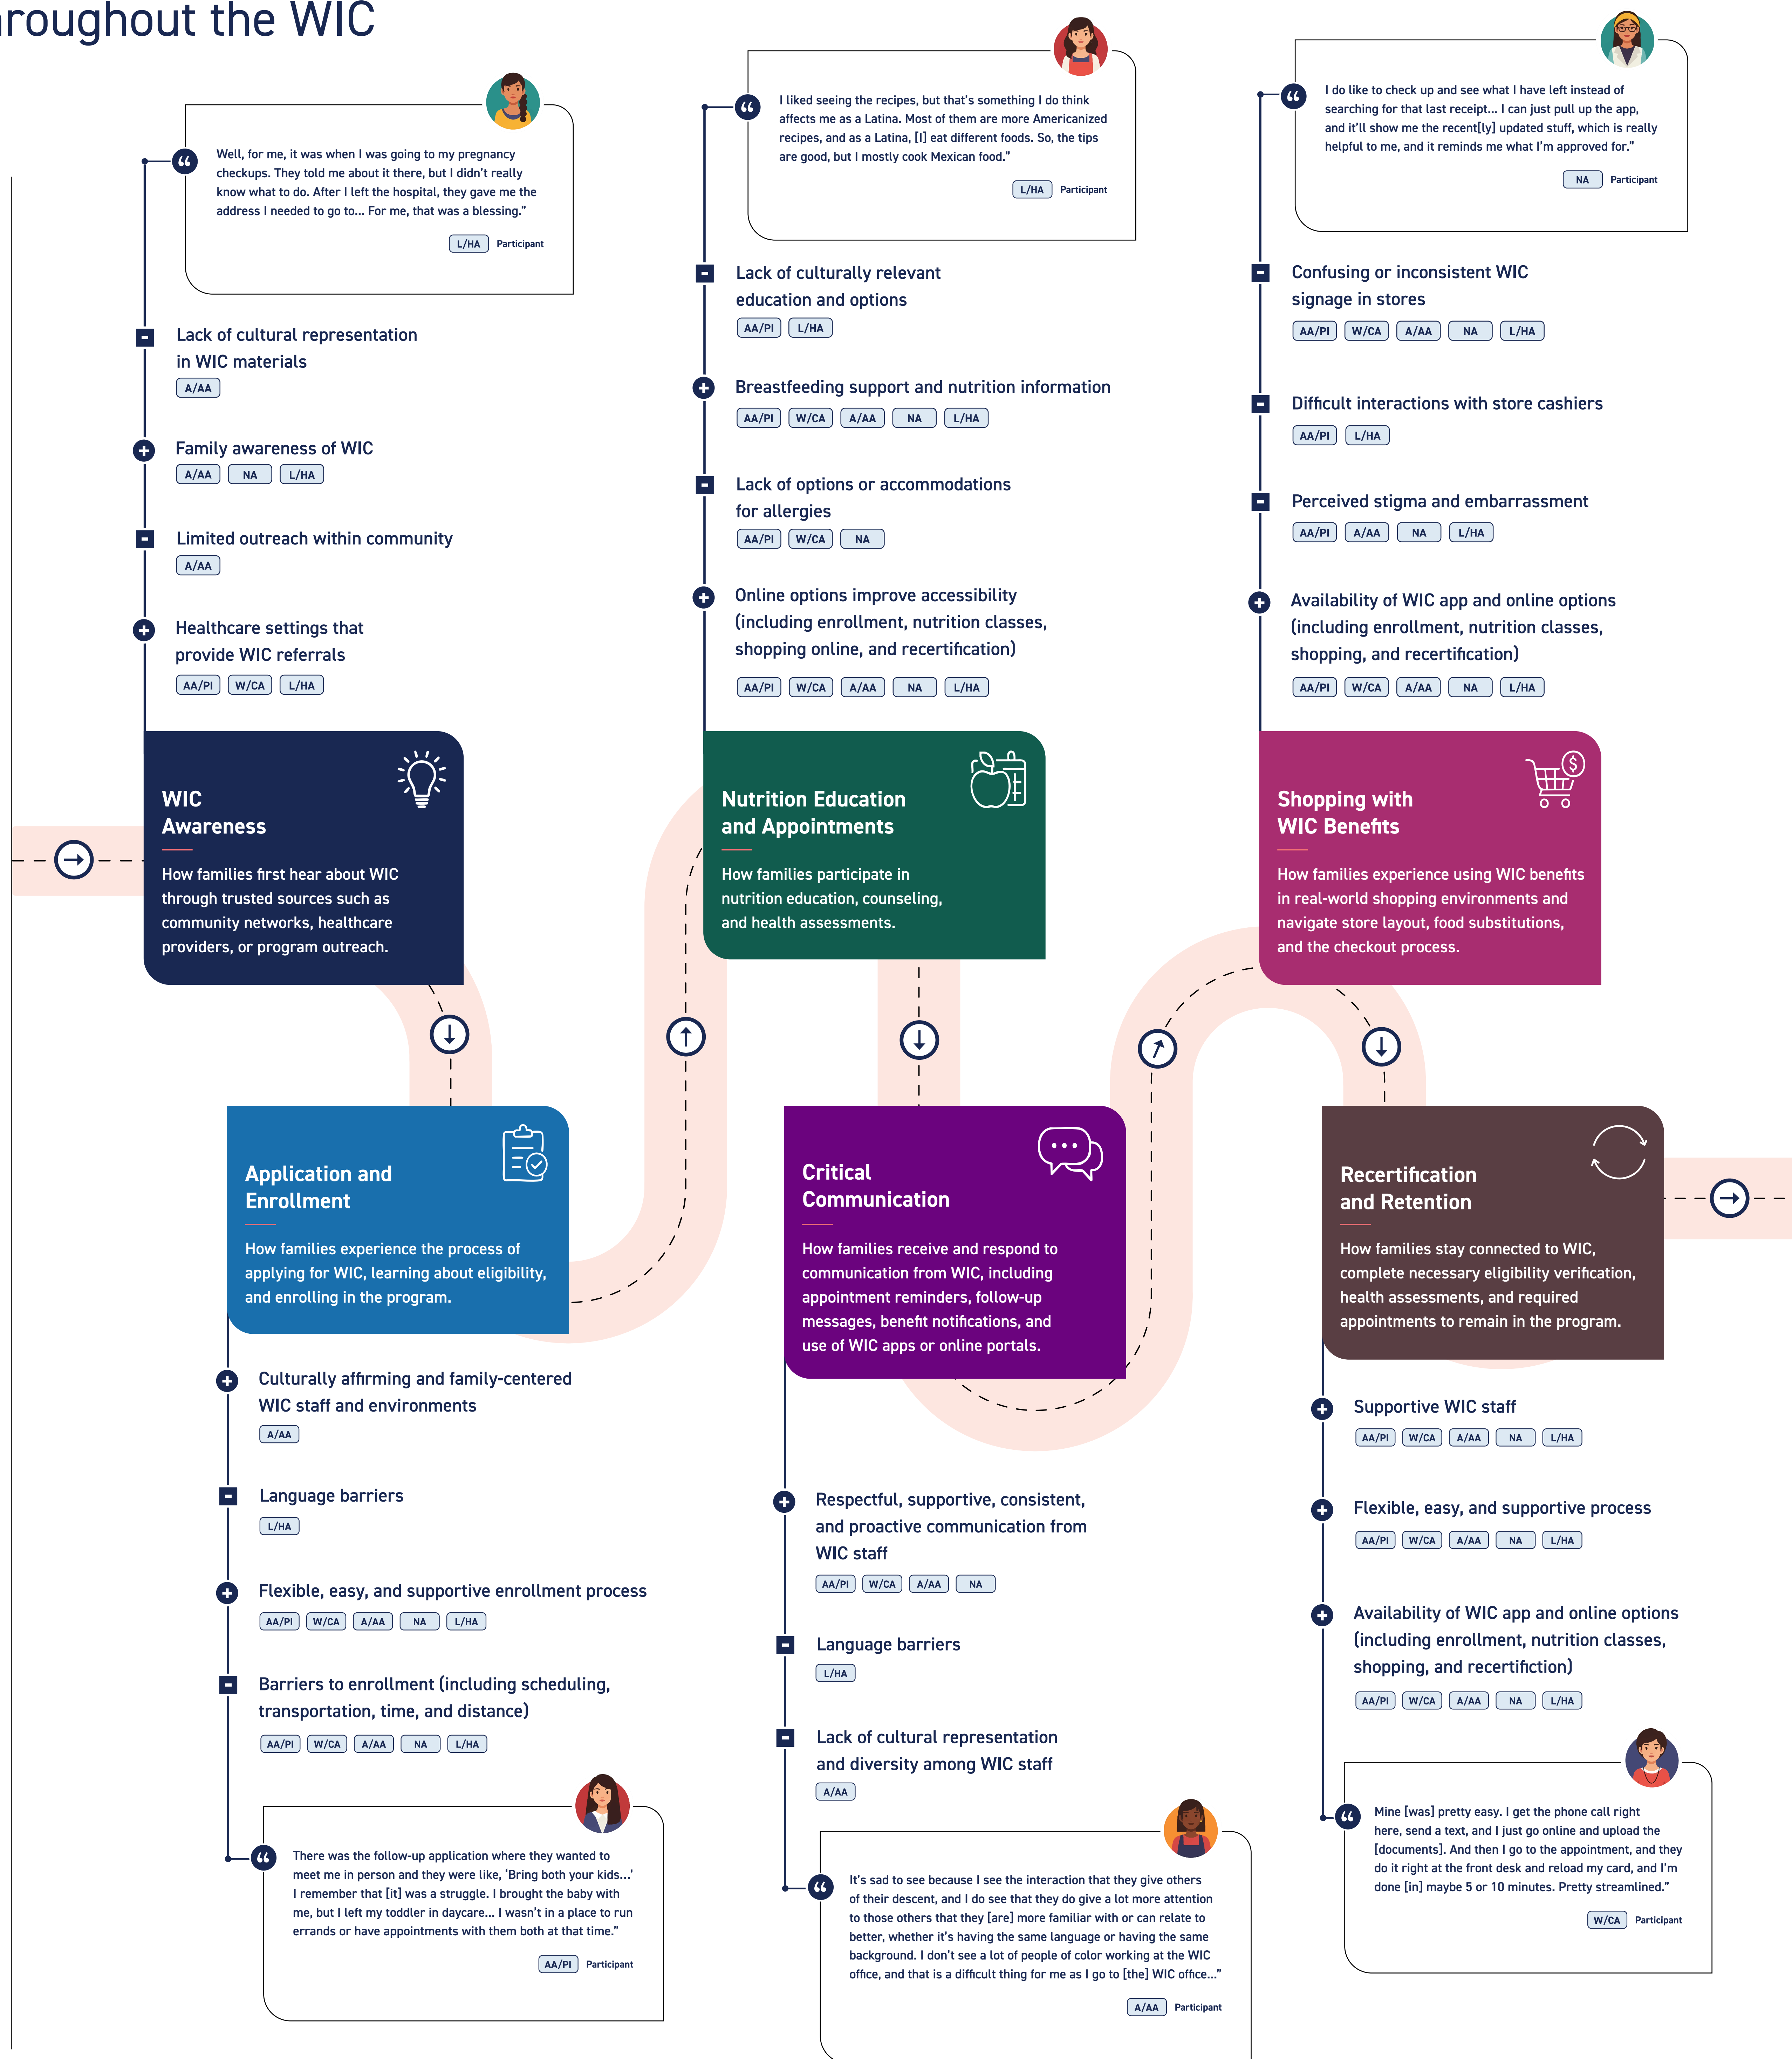 throughout the WIC
“
Well, for me, it was when I was going to my pregnancy
checkups. They told me about it there, but I didn’t really
know what to do. After I left the hospital, they gave me the
address I needed to go to... For me, that was a blessing.”
L/HA Participant
-
Lack of cultural representation
in WIC materials
A/AA
+
Family awareness of WIC
A/AA NA L/HA
-
Limited outreach within community
A/AA
+
Healthcare settings that
provide WIC referrals
AA/PI W/CA L/HA
WIC
Awareness
How families first hear about WIC
through trusted sources such as
community networks, healthcare
providers, or program outreach.
Application and
Enrollment
How families experience the process of
applying for WIC, learning about eligibility,
and enrolling in the program.
+
Culturally affirming and family-centered
WIC staff and environments
A/AA
-
Language barriers
L/HA
+
Flexible, easy, and supportive enrollment process
AA/PI W/CA A/AA NA L/HA
-
Barriers to enrollment (including scheduling,
transportation, time, and distance)
AA/PI W/CA A/AA NA L/HA
“
There was the follow-up application where they wanted to
meet me in person and they were like, ‘Bring both your kids...’
I remember that [it] was a struggle. I brought the baby with
me, but I left my toddler in daycare... I wasn’t in a place to run
errands or have appointments with them both at that time.”
AA/PI Participant
“
I liked seeing the recipes, but that’s something I do think
affects me as a Latina. Most of them are more Americanized
recipes, and as a Latina, [I] eat different foods. So, the tips
are good, but I mostly cook Mexican food.”
L/HA Participant
-
Lack of culturally relevant
education and options
AA/PI L/HA
+
Breastfeeding support and nutrition information
AA/PI W/CA A/AA NA L/HA
-
Lack of options or accommodations
for allergies
AA/PI W/CA NA
+
Online options improve accessibility
(including enrollment, nutrition classes,
shopping online, and recertification)
AA/PI W/CA A/AA NA L/HA
Nutrition Education
and Appointments
How families participate in
nutrition education, counseling,
and health assessments.
Critical
Communication
How families receive and respond to
communication from WIC, including
appointment reminders, follow-up
messages, benefit notifications, and
use of WIC apps or online portals.
+
Respectful, supportive, consistent,
and proactive communication from
WIC staff
AA/PI W/CA A/AA NA
-
Language barriers
L/HA
-
Lack of cultural representation
and diversity among WIC staff
A/AA
“
It’s sad to see because I see the interaction that they give others
of their descent, and I do see that they do give a lot more attention
to those others that they [are] more familiar with or can relate to
better, whether it’s having the same language or having the same
background. I don’t see a lot of people of color working at the WIC
office, and that is a difficult thing for me as I go to [the] WIC office...”
A/AA Participant
“
I do like to check up and see what I have left instead of
searching for that last receipt... I can just pull up the app,
and it’ll show me the recent[ly] updated stuff, which is really
helpful to me, and it reminds me what I’m approved for.”
NA Participant
-
Confusing or inconsistent WIC
signage in stores
AA/PI W/CA A/AA NA L/HA
-
Difficult interactions with store cashiers
AA/PI L/HA
-
Perceived stigma and embarrassment
AA/PI A/AA NA L/HA
+
Availability of WIC app and online options
(including enrollment, nutrition classes,
shopping, and recertification)
AA/PI W/CA A/AA NA L/HA
$
Shopping with
WIC Benefits
How families experience using WIC benefits
in real-world shopping environments and
navigate store layout, food substitutions,
and the checkout process.
Recertification
and Retention
How families stay connected to WIC,
complete necessary eligibility verification,
health assessments, and required
appointments to remain in the program.
+
Supportive WIC staff
AA/PI W/CA A/AA NA L/HA
+
Flexible, easy, and supportive process
AA/PI W/CA A/AA NA L/HA
+
Availability of WIC app and online options
(including enrollment, nutrition classes,
shopping, and recertifiction)
AA/PI W/CA A/AA NA L/HA
“
Mine [was] pretty easy. I get the phone call right
here, send a text, and I just go online and upload the
[documents]. And then I go to the appointment, and they
do it right at the front desk and reload my card, and I’m
done [in] maybe 5 or 10 minutes. Pretty streamlined.”
W/CA Participant